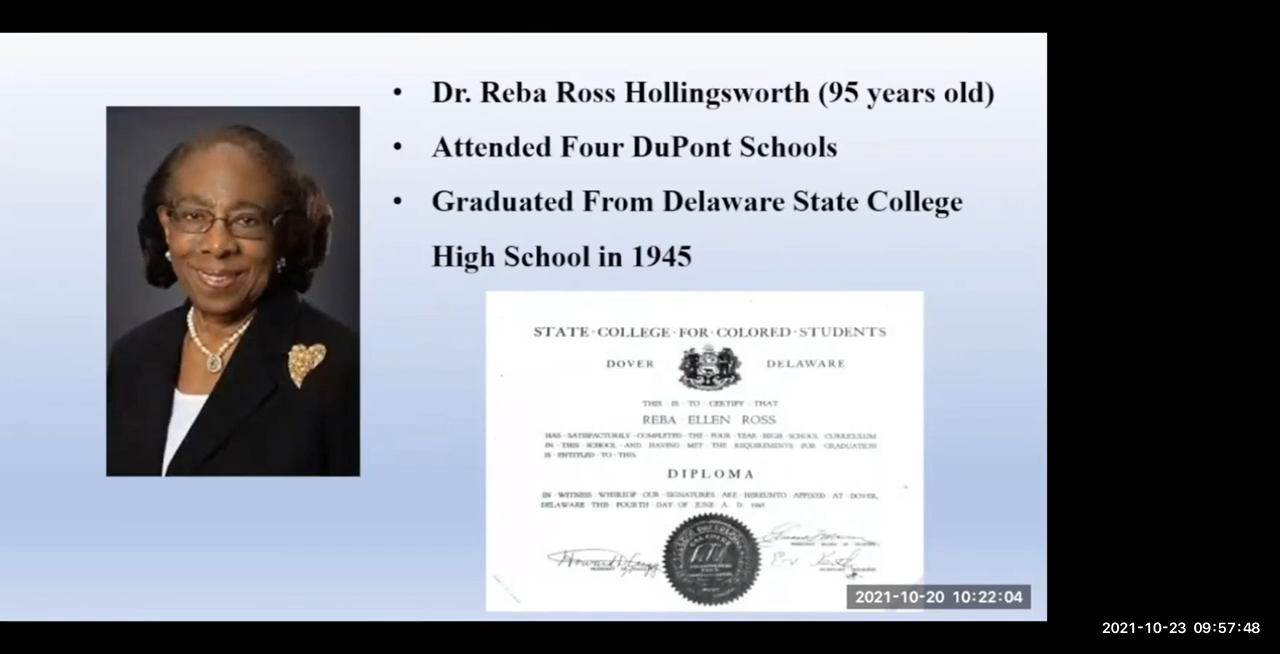 • Dr. Reba Ross Hollingsworth (95 years old)
• Attended Four DuPont Schools
• Graduated From Delaware State College
High School in 1945
STATE·COLLEGE·FOR·COLORED·STUDENTS
DOVER DELAWARE
THIS · IS · TO · CERTIFY · THAT
REBA ELLEN ROSS
HAS · SATISFACTORILY · COMPLETED · THE · FOUR · YEAR · HIGH · SCHOOL · CURRICULUM
IN · THIS · SCHOOL · AND · HAVING · MET · THE · REQUIREMENTS · FOR · GRADUATION
IS · ENTITLED · TO · THIS
DIPLOMA
IN · WITNESS · WHEREOF · OUR · SIGNATURES · ARE · HEREUNTO · AFFIXED · AT · DOVER,
DELAWARE · THIS · FOURTH · DAY · OF · JUNE · A. D. 1945
2021-10-20 10:22:04
2021-10-23 09:57:48